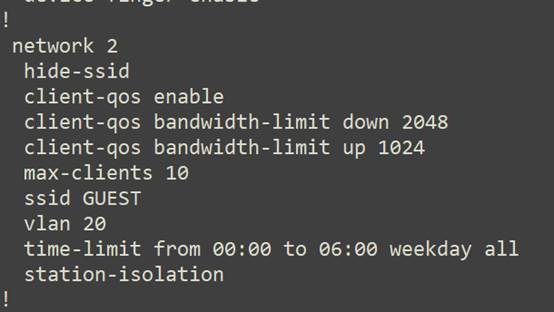 !
network 2
hide-ssid
client-qos enable
client-qos bandwidth-limit down 2048
client-qos bandwidth-limit up 1024
max-clients 10
ssid GUEST
vlan 20
time-limit from 00:00 to 06:00 weekday all
station-isolation
!